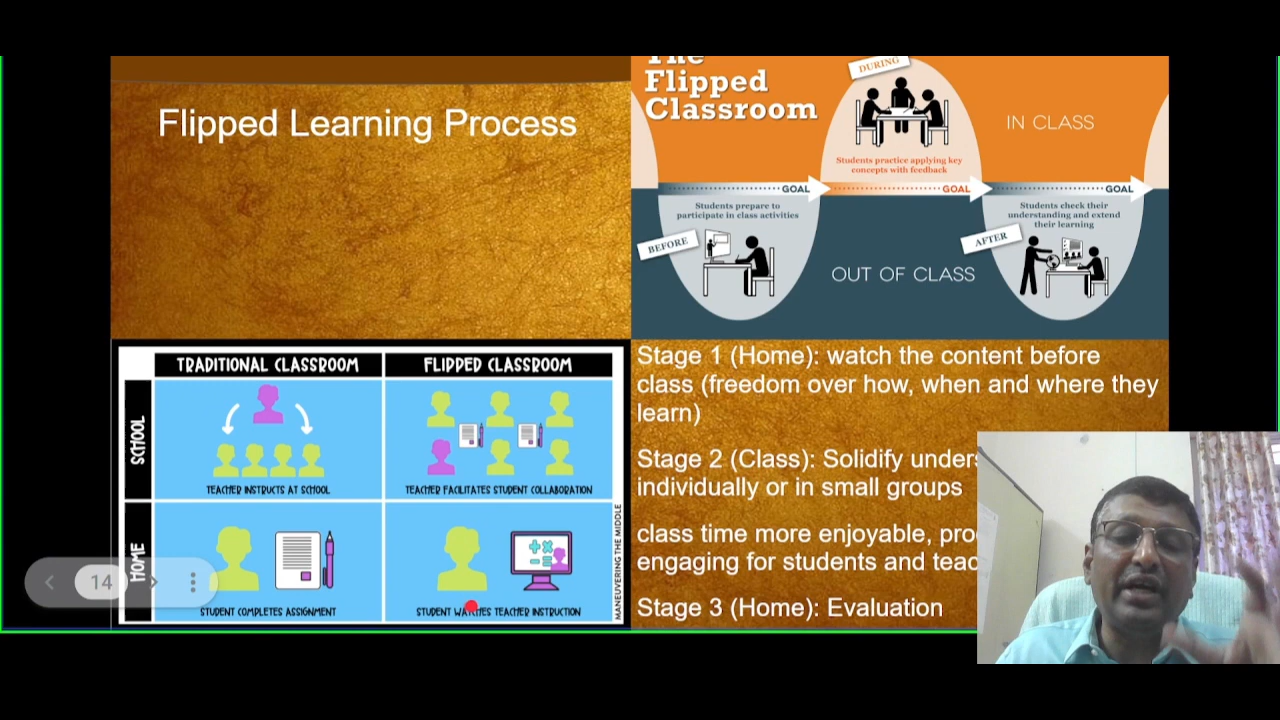 Flipped Learning Process
The
Flipped
Classroom
DURING
Students practice applying key
concepts with feedback
IN CLASS
GOAL
GOAL
GOAL
Students prepare to
participate in class activities
BEFORE
OUT OF CLASS
AFTER
Students check their
understanding and extend
their learning
TRADITIONAL CLASSROOM
FLIPPED CLASSROOM
SCHOOL
TEACHER INSTRUCTS AT SCHOOL
TEACHER FACILITATES STUDENT COLLABORATION
HOME
STUDENT COMPLETES ASSIGNMENT
STUDENT WATCHES TEACHER INSTRUCTION
MANEUVERING THE MIDDLE
14
Stage 1 (Home): watch the content before
class (freedom over how, when and where they
learn)
Stage 2 (Class): Solidify
individually or in small groups
class time more enjoyable,
engaging for students and
Stage 3 (Home): Evaluation